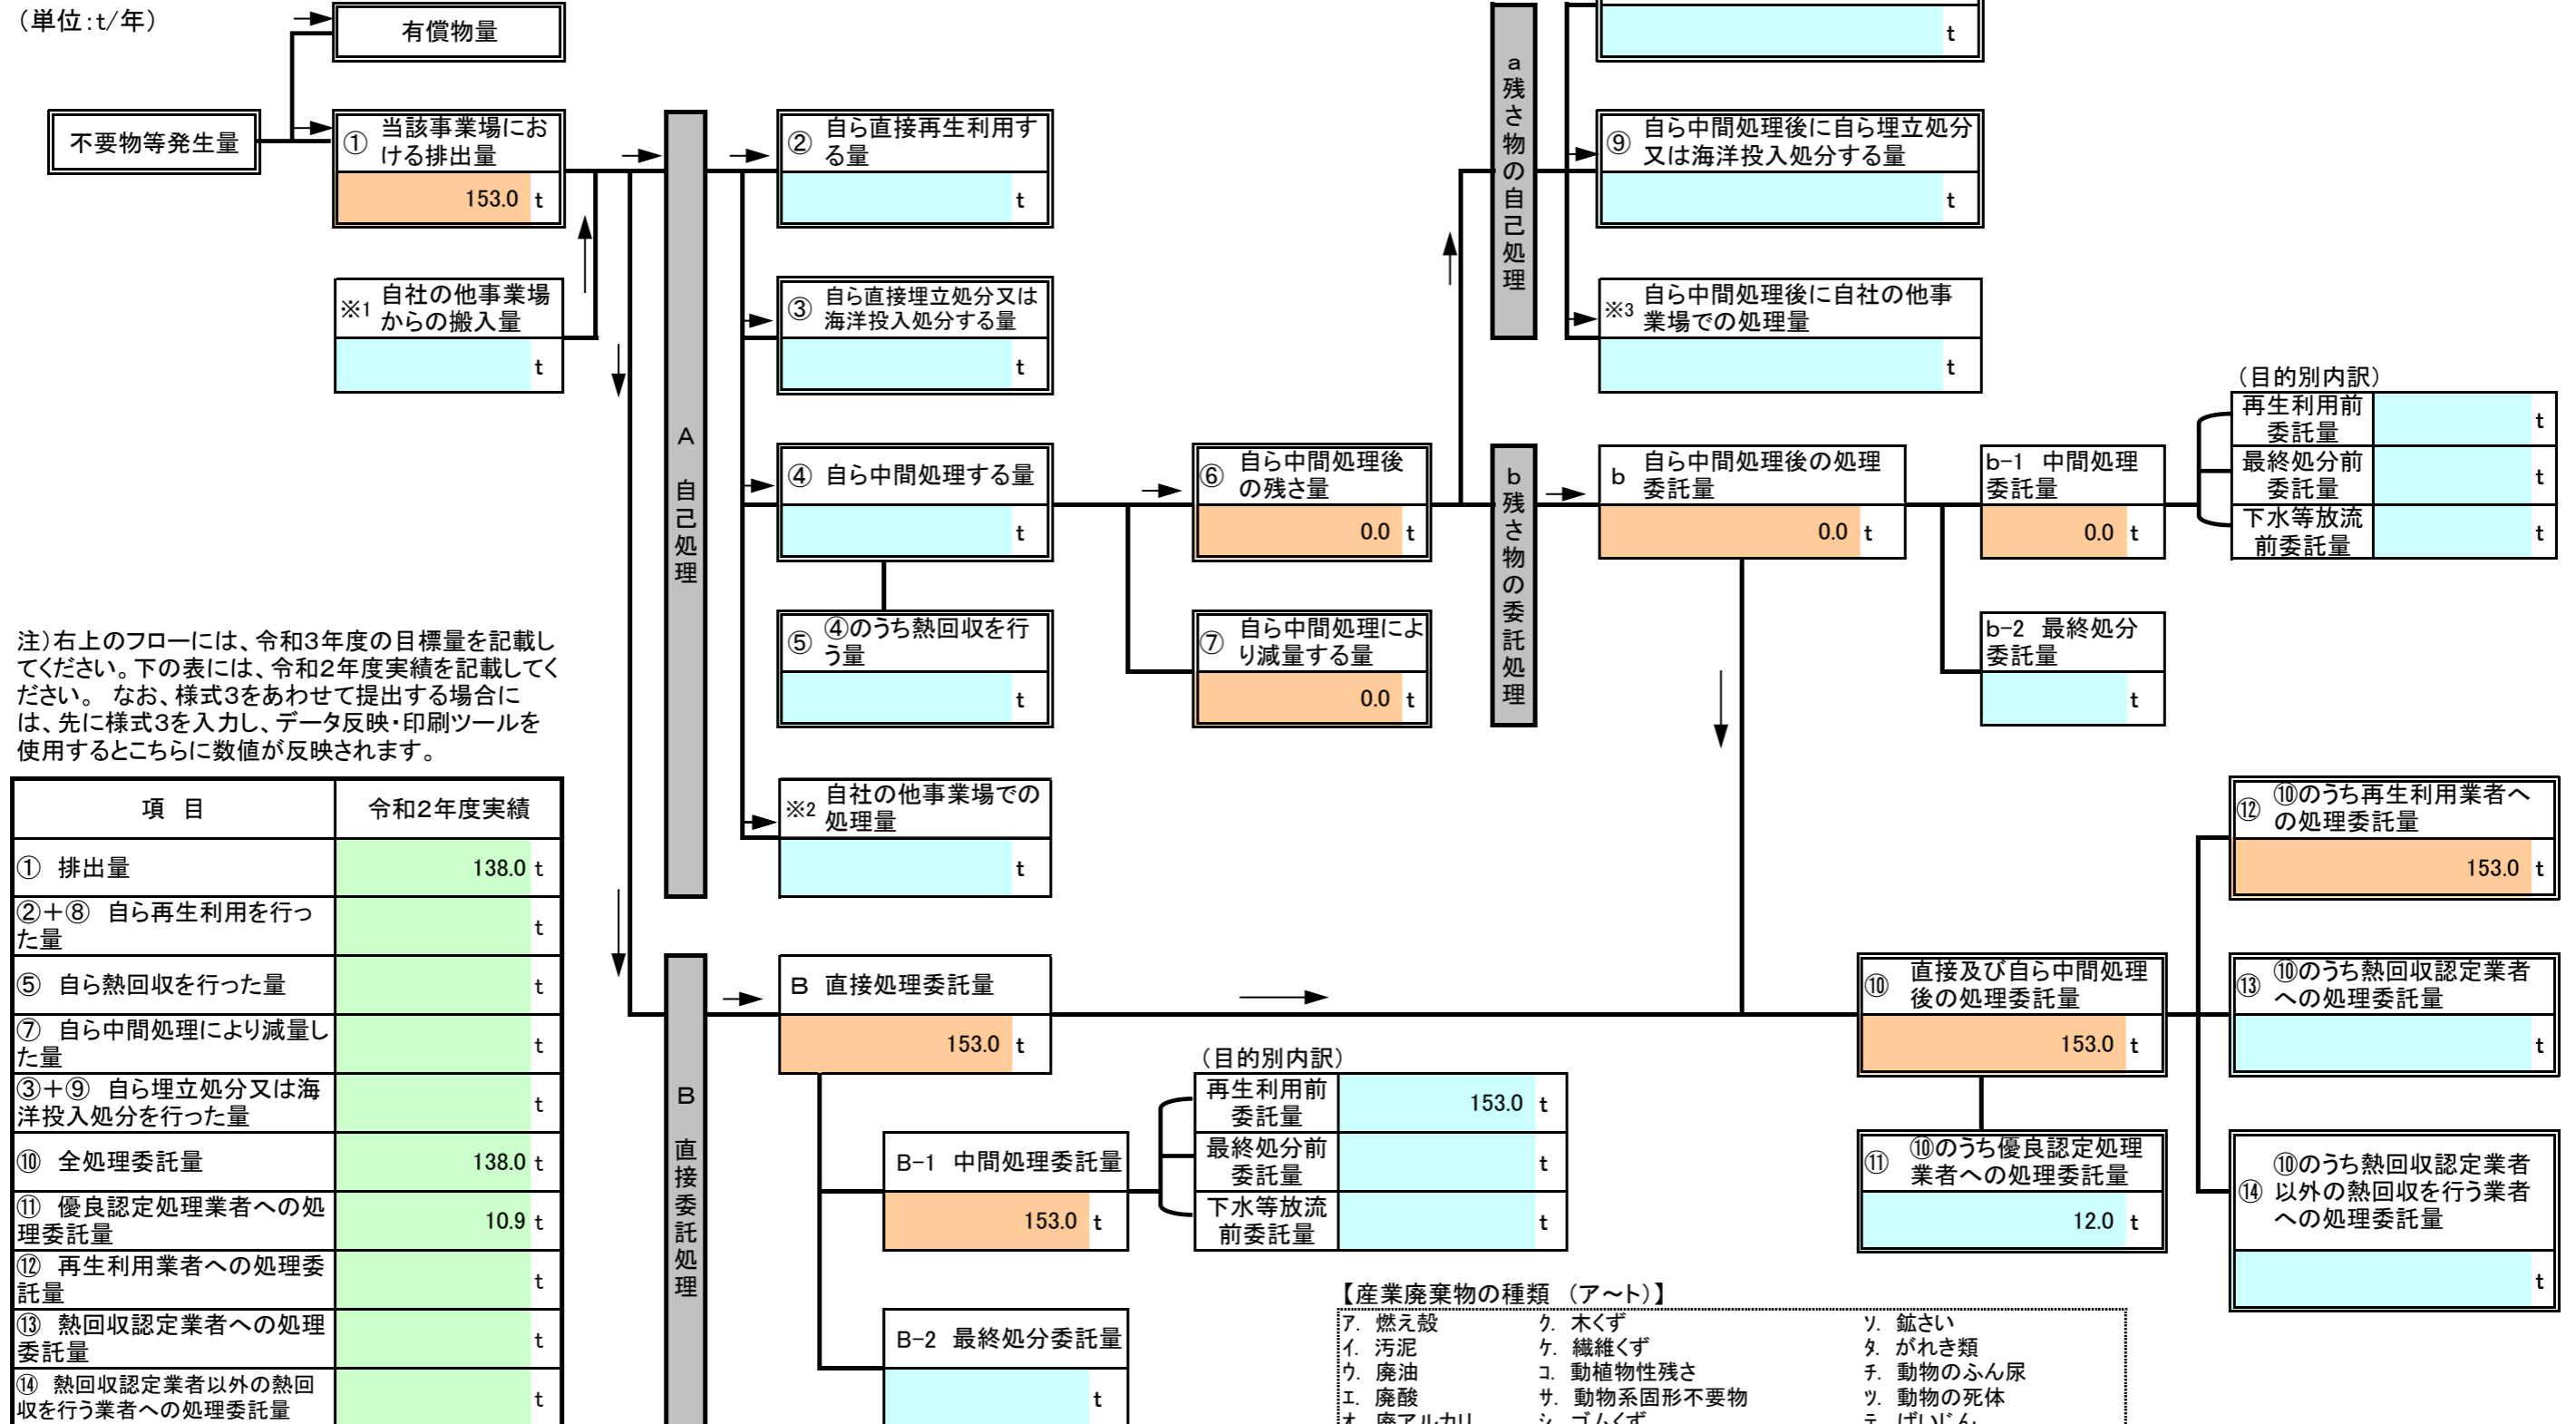 （単位：t/年）
有償物量
不要物等発生量
① 当該事業場にお
ける排出量
153.0 t
※1 自社の他事業場
からの搬入量
t
A 自己処理
② 自ら直接再生利用す
る量
t
③ 自ら直接埋立処分又は
海洋投入処分する量
t
④ 自ら中間処理する量
t
⑤ ④のうち熱回収を行
う量
t
※2 自社の他事業場での
処理量
t
⑥ 自ら中間処理後
の残さ量
0.0 t
⑦ 自ら中間処理によ
り減量する量
0.0 t
a 残さ物の自己処理
t
⑨ 自ら中間処理後に自ら埋立処分
又は海洋投入処分する量
t
※3 自ら中間処理後に自社の他事
業場での処理量
t
b 残さ物の委託処理
b 自ら中間処理後の処理
委託量
0.0 t
b-1 中間処理
委託量
0.0 t
b-2 最終処分
委託量
t
（目的別内訳）
再生利用前
委託量
t
最終処分前
委託量
t
下水等放流
前委託量
t
注）右上のフローには、令和３年度の目標量を記載し
てください。下の表には、令和２年度実績を記載してく
ださい。 なお、様式３をあわせて提出する場合に
は、先に様式３を入力し、データ反映・印刷ツールを
使用するとこちらに数値が反映されます。
項 目 令和２年度実績
① 排出量 138.0 t
②＋⑧ 自ら再生利用を行っ
た量
t
⑤ 自ら熱回収を行った量 t
⑦ 自ら中間処理により減量し
た量
t
③＋⑨ 自ら埋立処分又は海
洋投入処分を行った量
t
⑩ 全処理委託量 138.0 t
⑪ 優良認定処理業者への処
理委託量
10.9 t
⑫ 再生利用業者への処理委
託量
t
⑬ 熱回収認定業者への処理
委託量
t
⑭ 熱回収認定業者以外の熱回
収を行う業者への処理委託量
t
B 直接委託処理
B 直接処理委託量
153.0 t
B-1 中間処理委託量
153.0 t
B-2 最終処分委託量
t
（目的別内訳）
再生利用前
委託量
153.0 t
最終処分前
委託量
t
下水等放流
前委託量
t
⑩ 直接及び自ら中間処理
後の処理委託量
153.0 t
⑪ ⑩のうち優良認定処理
業者への処理委託量
12.0 t
⑫ ⑩のうち再生利用業者へ
の処理委託量
153.0 t
⑬ ⑩のうち熱回収認定業者
への処理委託量
t
⑭ ⑩のうち熱回収認定業者
以外の熱回収を行う業者
への処理委託量
t
【産業廃棄物の種類 （ア～ト）】
ｱ. 燃え殻 ｸ. 木くず ｿ. 鉱さい
ｲ. 汚泥 ｹ. 繊維くず ﾀ. がれき類
ｳ. 廃油 ｺ. 動植物性残さ ﾁ. 動物のふん尿
ｴ. 廃酸 ｻ. 動物系固形不要物 ﾂ. 動物の死体
ｵ. 廃アルカリ ｼ. ゴムくず ﾃ. ばいじん